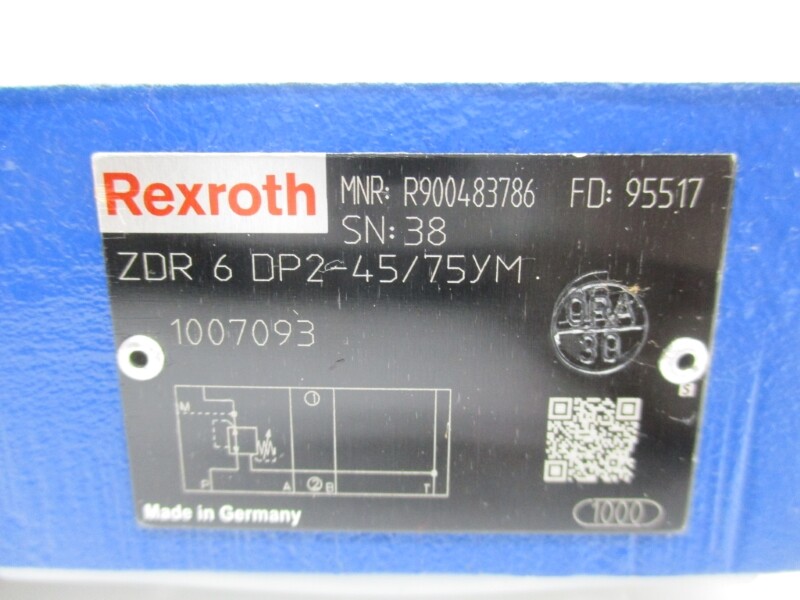 Rexroth MNR: R900483786 FD: 95517
SN: 38
ZDR 6 DP2-45/75YM
1007093
QBA
38
M
1
P A 2 B T
Made in Germany
1000
S